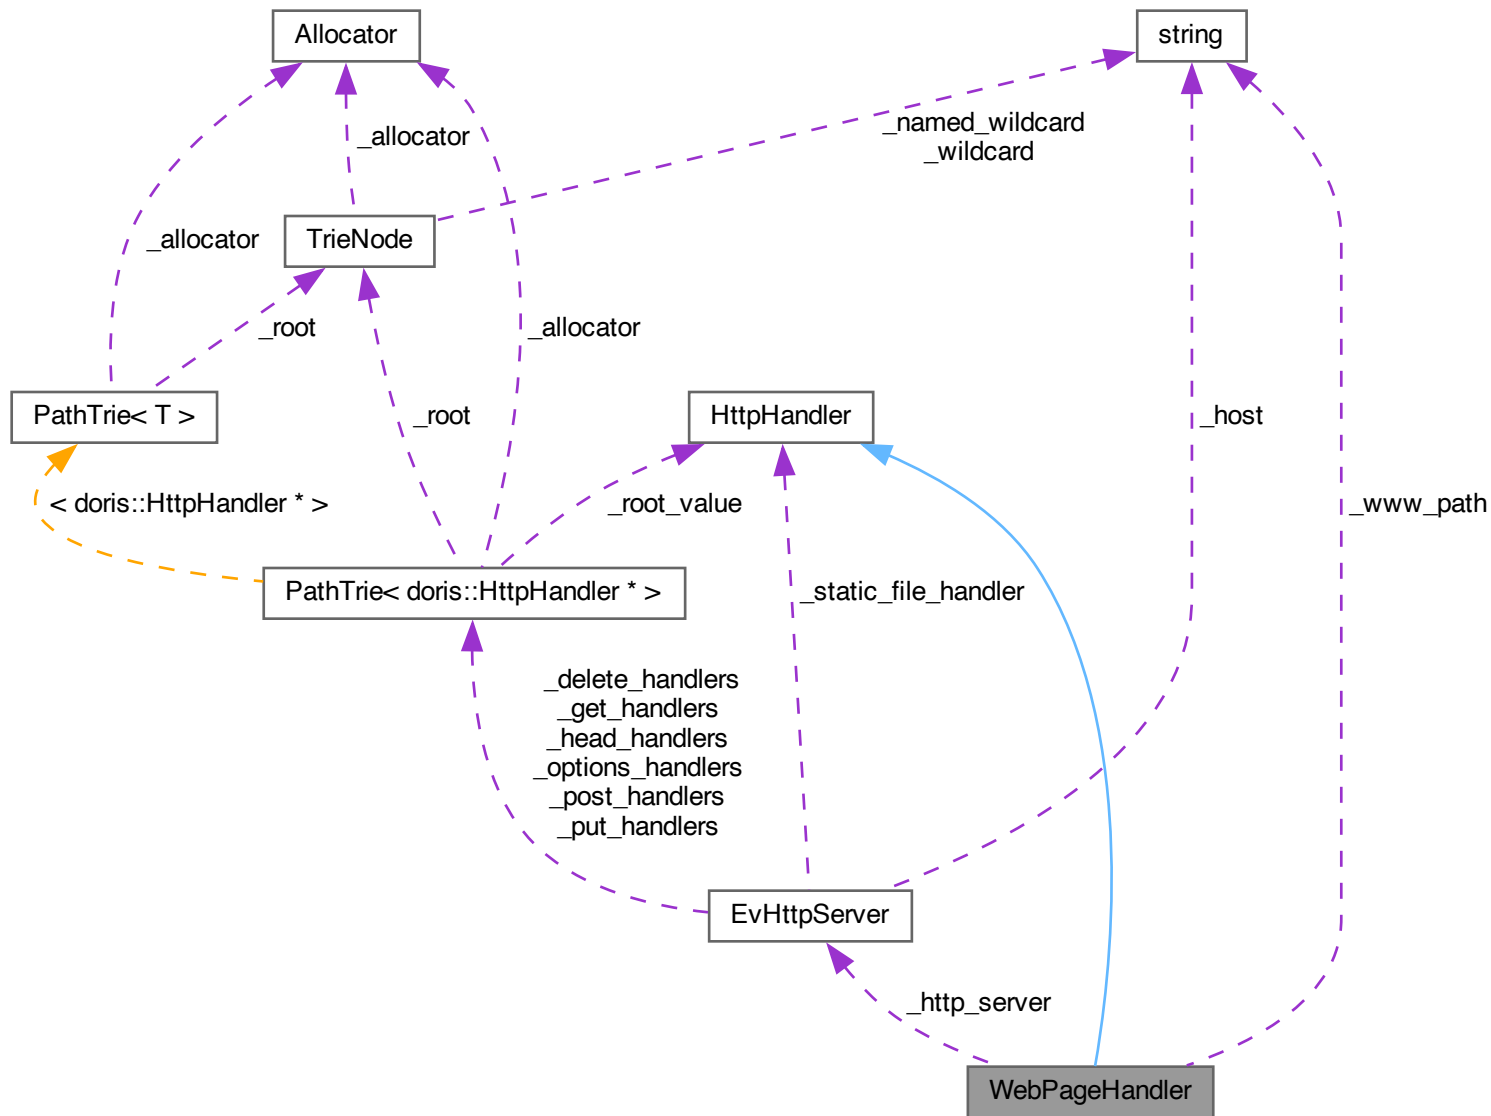 Allocator
string
_named_wildcard
_wildcard
_allocator
TrieNode
_allocator
_root
_allocator
PathTrie< T >
_root
HttpHandler
_host
< doris::HttpHandler * >
_root_value
_www_path
PathTrie< doris::HttpHandler * >
_static_file_handler
_delete_handlers
_get_handlers
_head_handlers
_options_handlers
_post_handlers
_put_handlers
EvHttpServer
_http_server
WebPageHandler